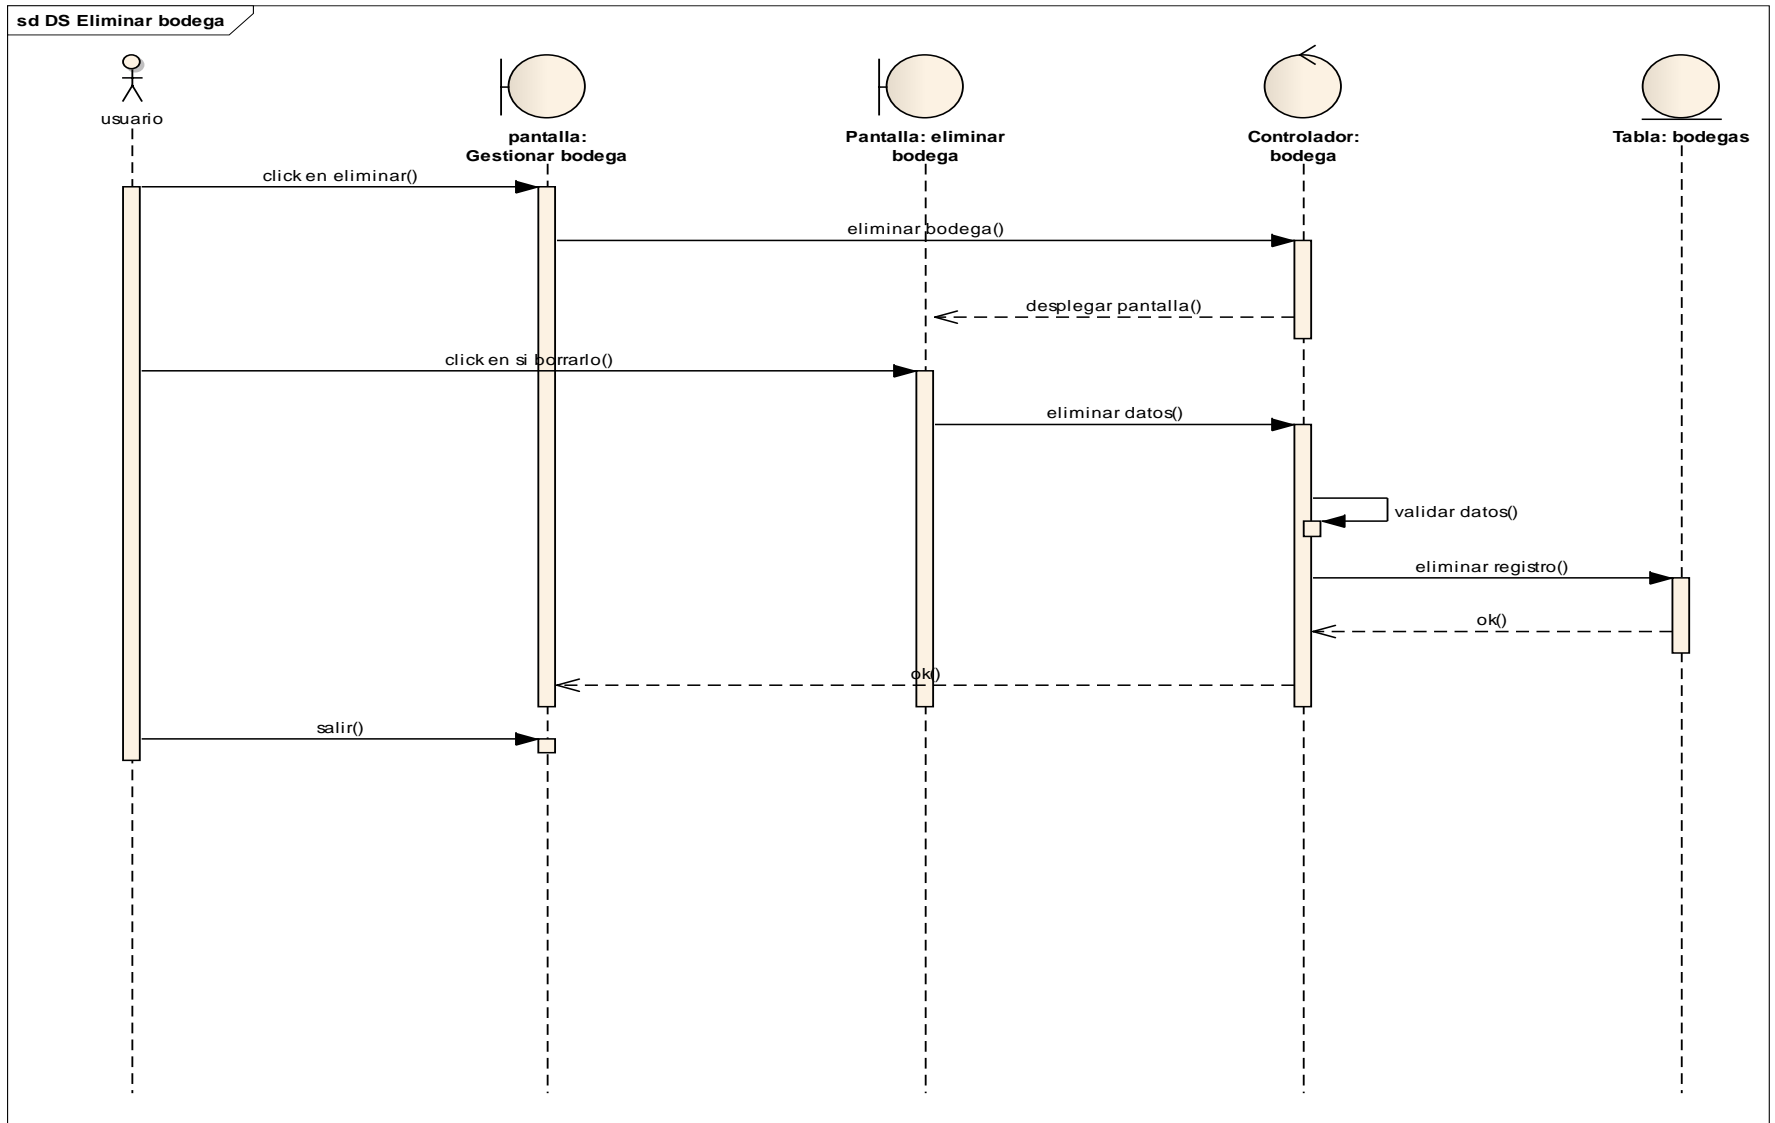 sd DS Eliminar bodega
usuario
pantalla:
Gestionar bodega
Pantalla: eliminar
bodega
Controlador:
bodega
Tabla: bodegas
click en eliminar()
eliminar bodega()
desplegar pantalla()
click en si borrarlo()
eliminar datos()
validar datos()
eliminar registro()
ok()
ok()
salir()